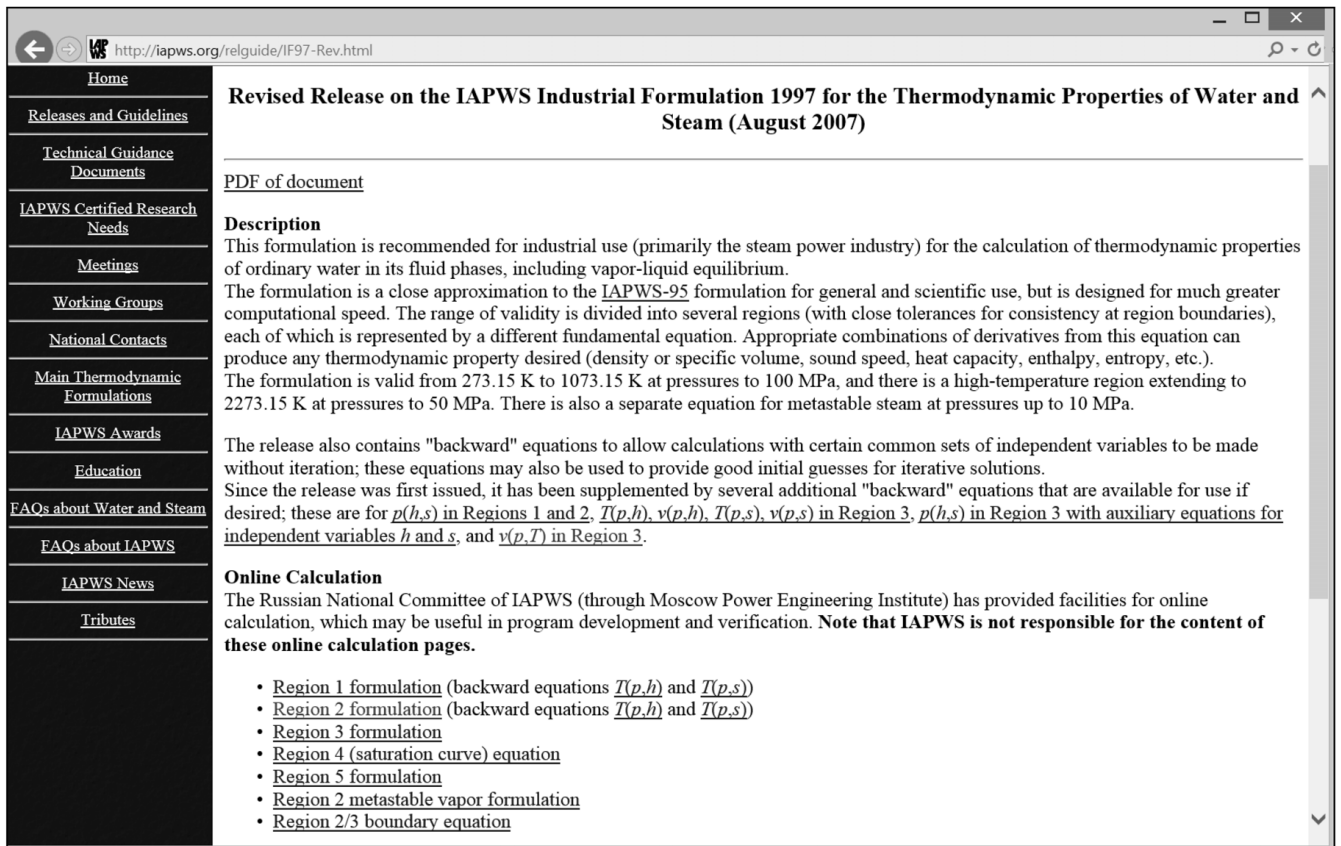 IAPWS http://iapws.org/relguide/IF97-Rev.html
Home
Releases and Guidelines
Technical Guidance
Documents
IAPWS Certified Research
Needs
Meetings
Working Groups
National Contacts
Main Thermodynamic
Formulations
IAPWS Awards
Education
FAQs about Water and Steam
FAQs about IAPWS
IAPWS News
Tributes
Revised Release on the IAPWS Industrial Formulation 1997 for the Thermodynamic Properties of Water and
Steam (August 2007)
PDF of document
Description
This formulation is recommended for industrial use (primarily the steam power industry) for the calculation of thermodynamic properties
of ordinary water in its fluid phases, including vapor-liquid equilibrium.
The formulation is a close approximation to the IAPWS-95 formulation for general and scientific use, but is designed for much greater
computational speed. The range of validity is divided into several regions (with close tolerances for consistency at region boundaries),
each of which is represented by a different fundamental equation. Appropriate combinations of derivatives from this equation can
produce any thermodynamic property desired (density or specific volume, sound speed, heat capacity, enthalpy, entropy, etc.).
The formulation is valid from 273.15 K to 1073.15 K at pressures to 100 MPa, and there is a high-temperature region extending to
2273.15 K at pressures to 50 MPa. There is also a separate equation for metastable steam at pressures up to 10 MPa.
The release also contains "backward" equations to allow calculations with certain common sets of independent variables to be made
without iteration; these equations may also be used to provide good initial guesses for iterative solutions.
Since the release was first issued, it has been supplemented by several additional "backward" equations that are available for use if
desired; these are for p(h,s) in Regions 1 and 2, T(p,h), v(p,h), T(p,s), v(p,s) in Region 3, p(h,s) in Region 3 with auxiliary equations for
independent variables h and s, and v(p,T) in Region 3.
Online Calculation
The Russian National Committee of IAPWS (through Moscow Power Engineering Institute) has provided facilities for online
calculation, which may be useful in program development and verification. Note that IAPWS is not responsible for the content of
these online calculation pages.
• Region 1 formulation (backward equations T(p,h) and T(p,s))
• Region 2 formulation (backward equations T(p,h) and T(p,s))
• Region 3 formulation
• Region 4 (saturation curve) equation
• Region 5 formulation
• Region 2 metastable vapor formulation
• Region 2/3 boundary equation